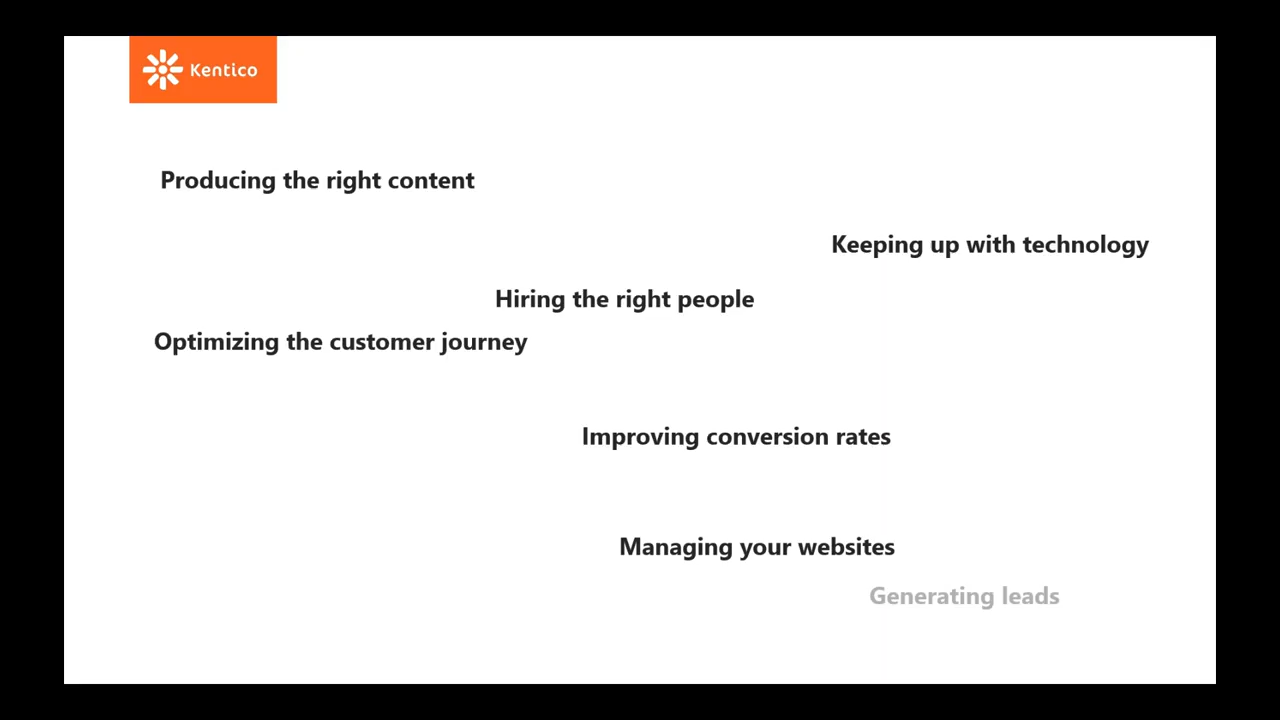 Kentico
Producing the right content
Keeping up with technology
Hiring the right people
Optimizing the customer journey
Improving conversion rates
Managing your websites
Generating leads